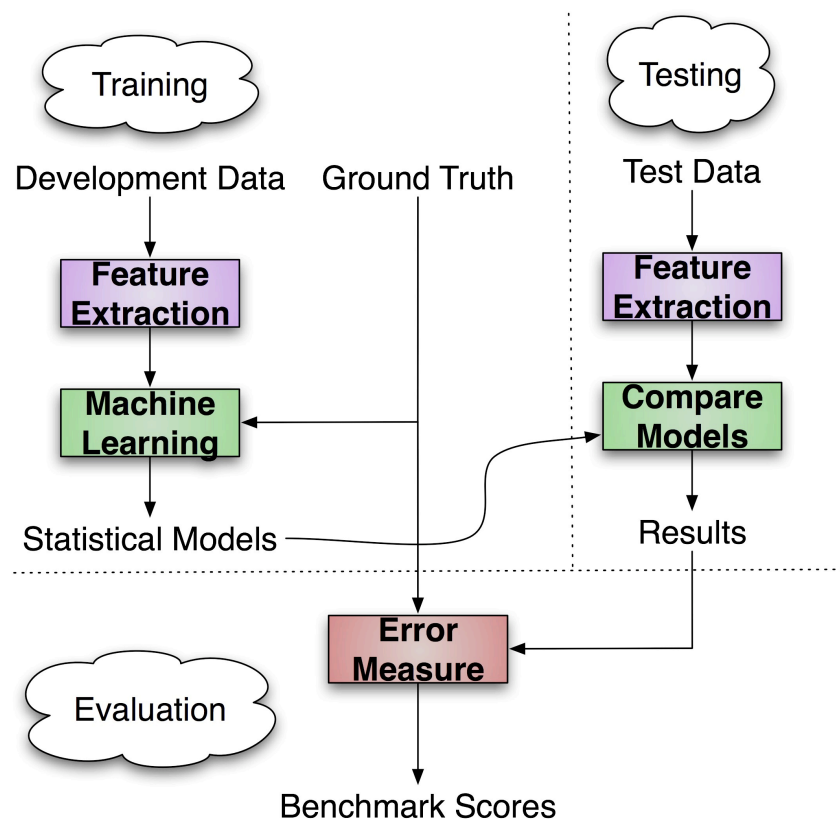 Training
Testing
Development Data
Ground Truth
Test Data
Feature
Extraction
Feature
Extraction
Machine
Learning
Compare
Models
Statistical Models
Results
Error
Measure
Evaluation
Benchmark Scores